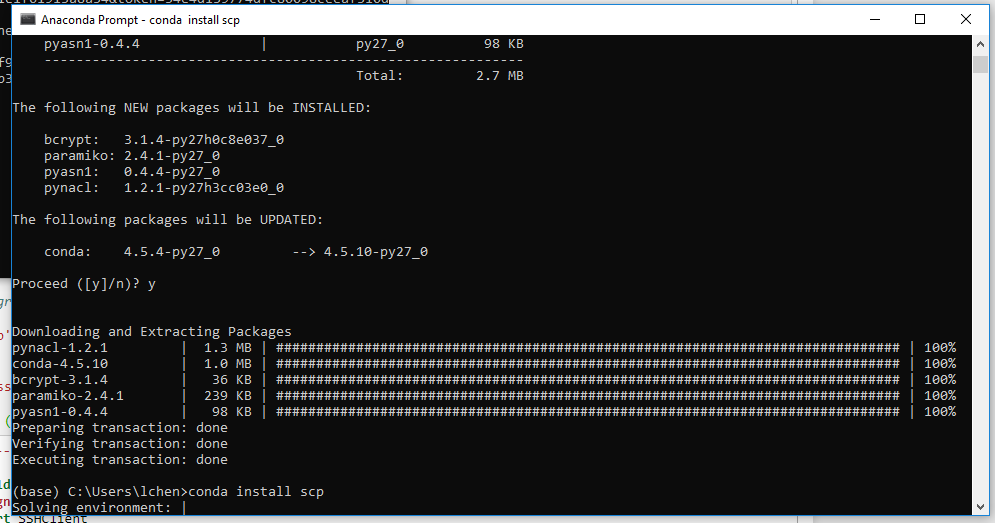 Anaconda Prompt - conda  install scp
pyasn1-0.4.4               |           py27_0          98 KB
------------------------------------------------------------
Total:         2.7 MB
The following NEW packages will be INSTALLED:
bcrypt:   3.1.4-py27h0c8e037_0
paramiko: 2.4.1-py27_0
pyasn1:   0.4.4-py27_0
pynacl:   1.2.1-py27h3cc03e0_0
The following packages will be UPDATED:
conda:    4.5.4-py27_0         --> 4.5.10-py27_0
Proceed ([y]/n)? y
Downloading and Extracting Packages
pynacl-1.2.1         |  1.3 MB | ############################################################################## | 100%
conda-4.5.10         |  1.0 MB | ############################################################################## | 100%
bcrypt-3.1.4         |   36 KB | ############################################################################## | 100%
paramiko-2.4.1       |  239 KB | ############################################################################## | 100%
pyasn1-0.4.4         |   98 KB | ############################################################################## | 100%
Preparing transaction: done
Verifying transaction: done
Executing transaction: done
(base) C:\Users\lchen>conda install scp
Solving environment: |
rt SSHClient